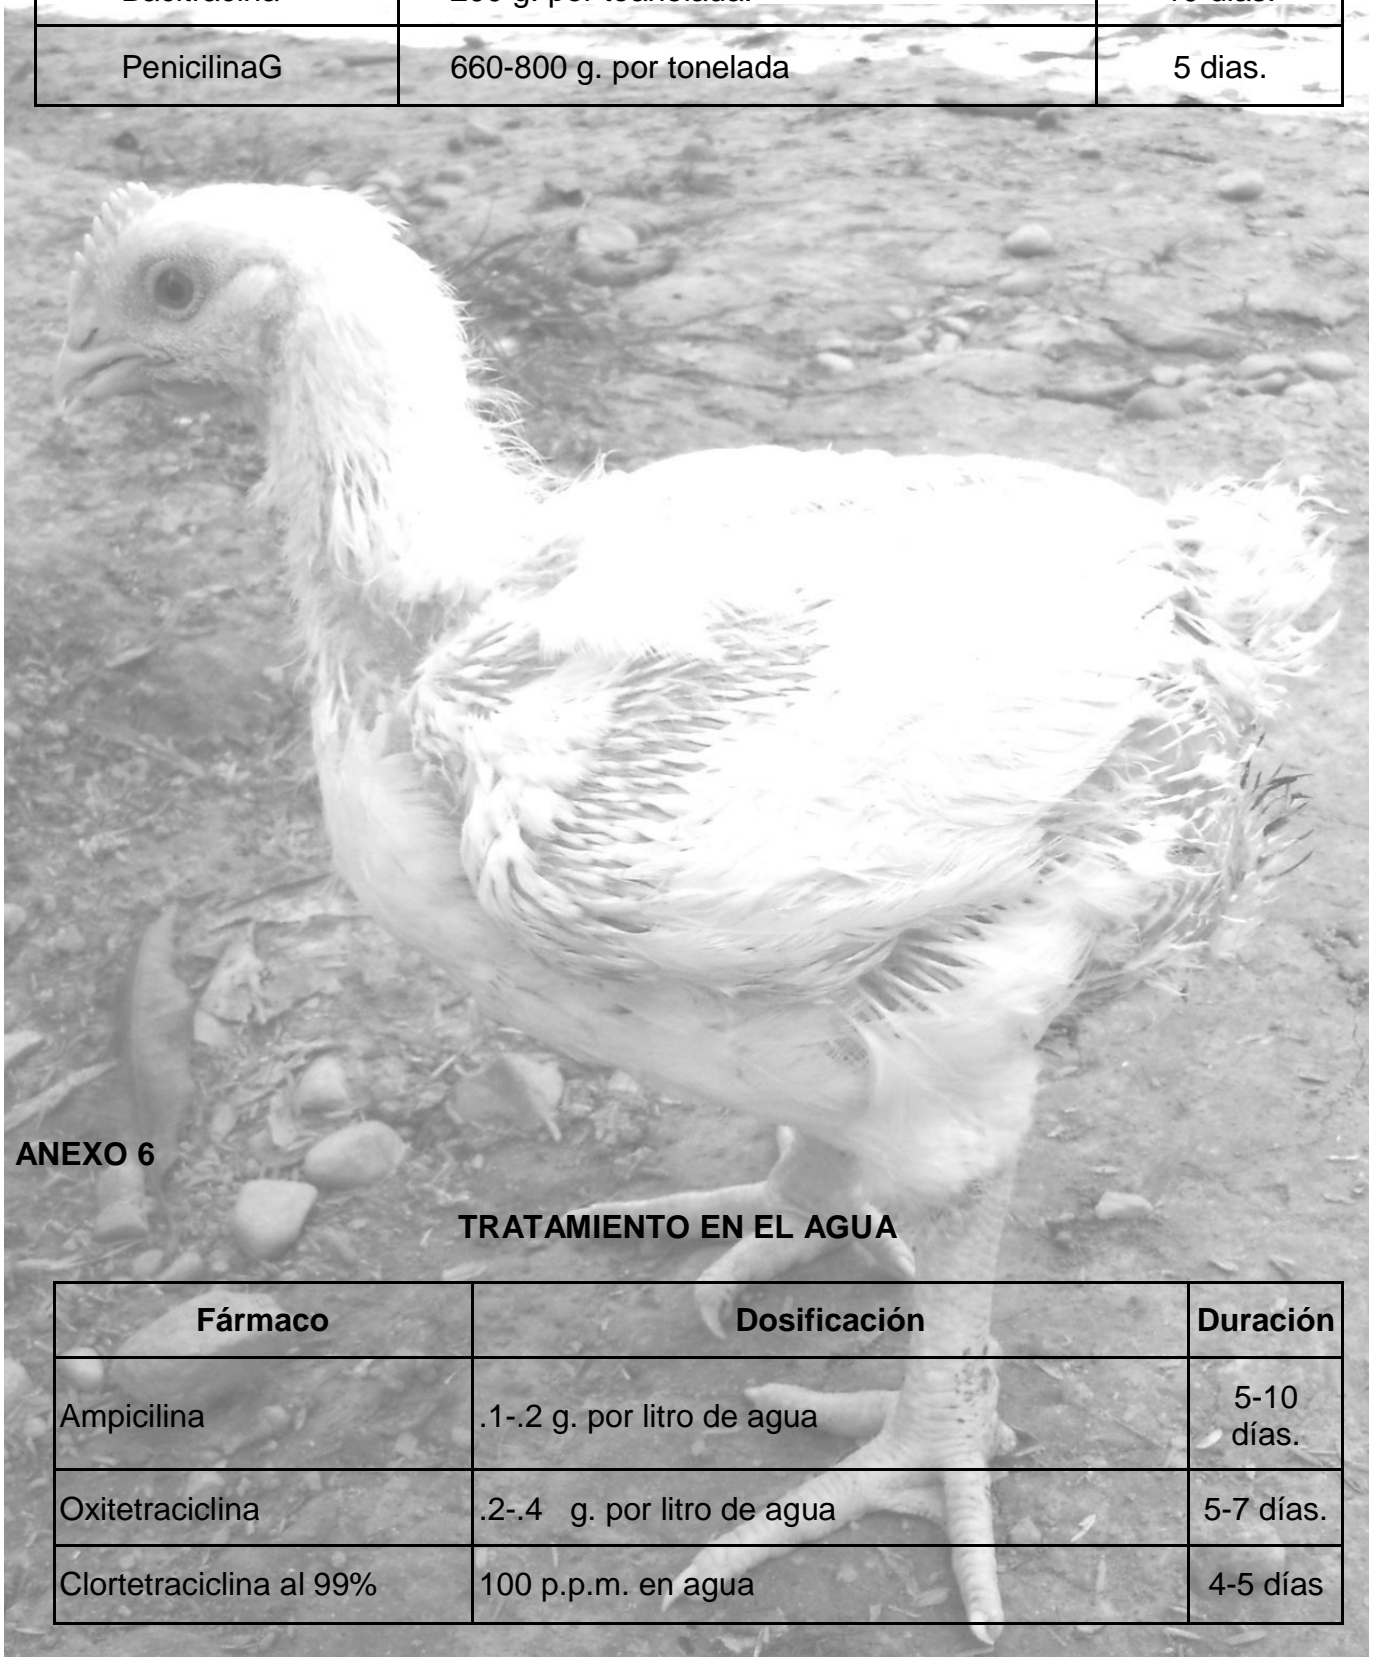 PenicilinaG 660-800 g. por tonelada 5 dias.
ANEXO 6
TRATAMIENTO EN EL AGUA
Fármaco Dosificación Duración
Ampicilina .1-.2 g. por litro de agua 5-10
días.
Oxitetraciclina .2-.4 g. por litro de agua 5-7 días.
Clortetraciclina al 99% 100 p.p.m. en agua 4-5 días